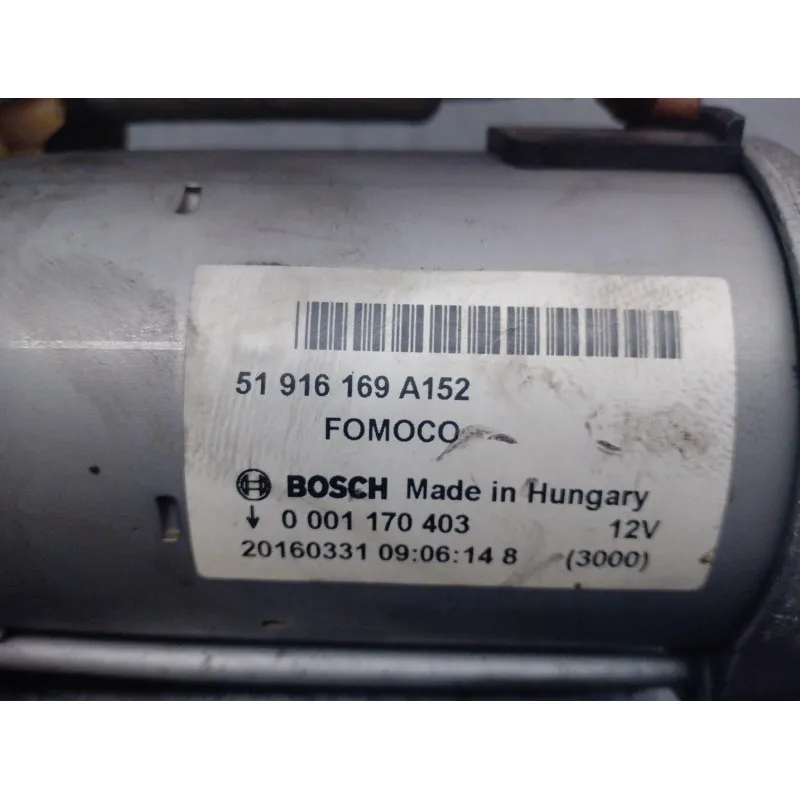 51 916 169 A152
FOMOCO
BOSCH Made in Hungary
↓ 0 001 170 403 12V
20160331 09:06:14 8 (3000)